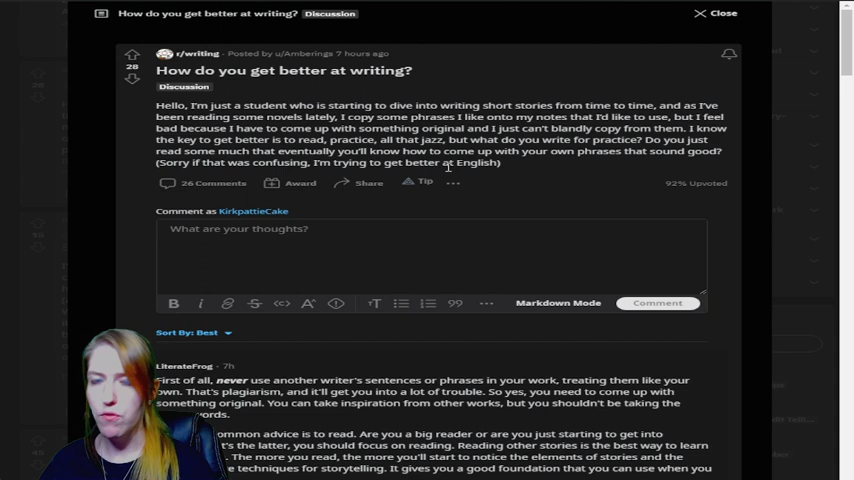 How do you get better at writing? Discussion
Close
r/writing · Posted by u/Amberings 7 hours ago
28
How do you get better at writing?
Discussion
Hello, I'm just a student who is starting to dive into writing short stories from time to time, and as I've
been reading some novels lately, I copy some phrases I like onto my notes that I'd like to use, but I feel
bad because I have to come up with something original and I just can't blandly copy from them. I know
the key to get better is to read, practice, all that jazz, but what do you write for practice? Do you just
read some much that eventually you'll know how to come up with your own phrases that sound good?
(Sorry if that was confusing, I'm trying to get better at English)
26 Comments Award Share Tip ...
92% Upvoted
Comment as KirkpattieCake
What are your thoughts?
Markdown Mode Comment
Sort By: Best
LiterateFrog · 7h
First of all, never use another writer's sentences or phrases in your work, treating them like your
own. That's plagiarism, and it'll get you into a lot of trouble. So yes, you need to come up with
something original. You can take inspiration from other works, but you shouldn't be taking the
words.
ommon advice is to read. Are you a big reader or are you just starting to get into
's the latter, you should focus on reading. Reading other stories is the best way to learn
The more you read, the more you'll start to notice the elements of stories and the
techniques for storytelling. It gives you a good foundation that you can use when you